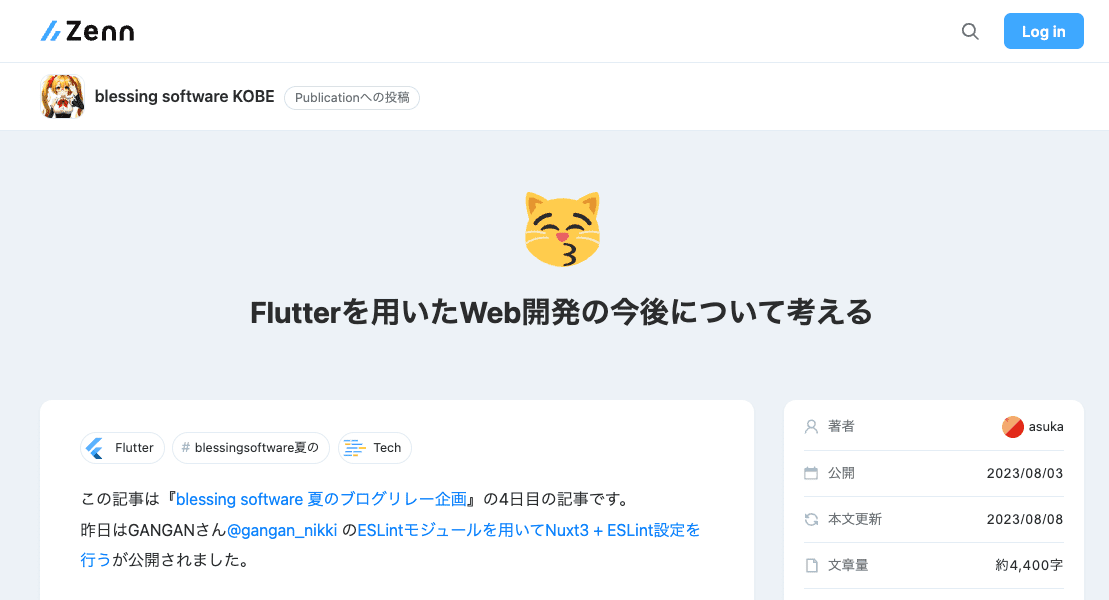 Zenn
Log in
blessing software KOBE
Publicationへの投稿
Flutterを用いたWeb開発の今後について考える
Flutter
# blessingsoftware夏の
Tech
この記事は『blessing software 夏のブログリレー企画』の4日目の記事です。
昨日はGANGANさん@gangan_nikki のESLintモジュールを用いてNuxt3 + ESLint設定を
行うが公開されました。
著者 asuka
公開 2023/08/03
本文更新 2023/08/08
文章量 約4,400字